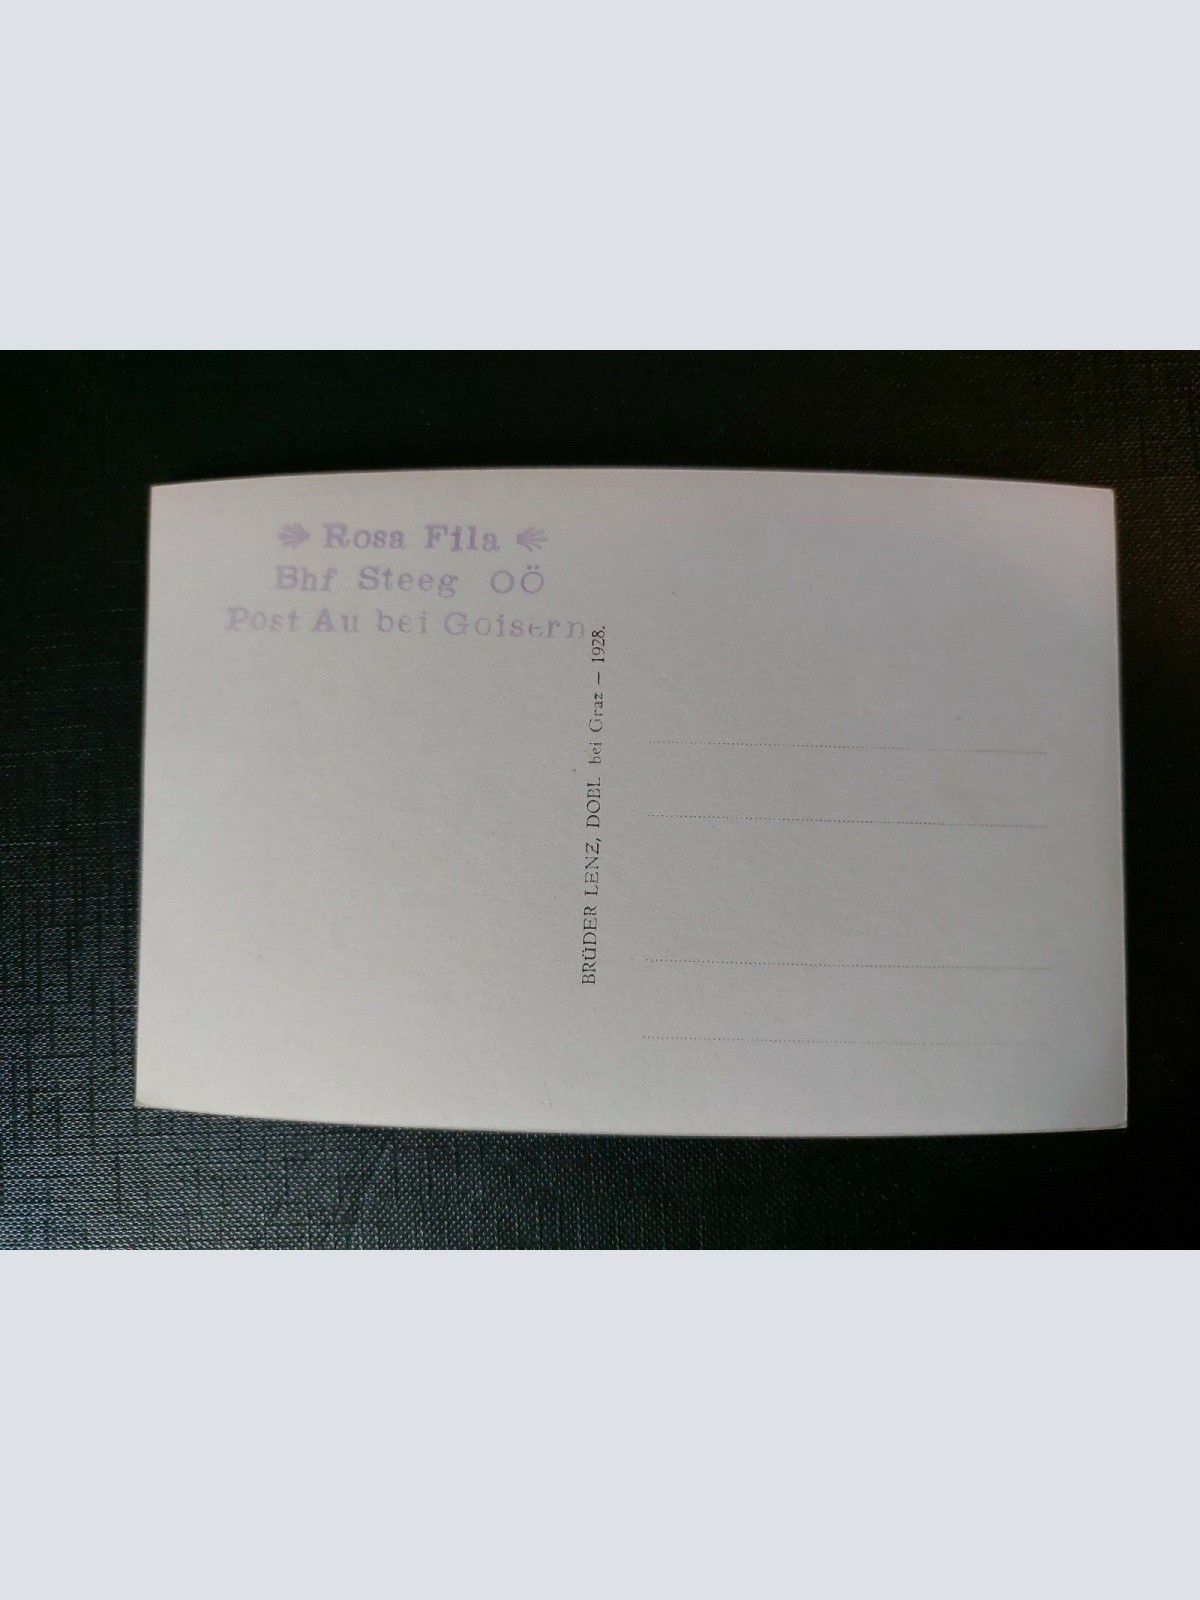 Rosa Fila
Bhf Steeg OÖ
Post Au bei Goisern
BRÜDER LENZ, DOBL bei Graz – 1928.